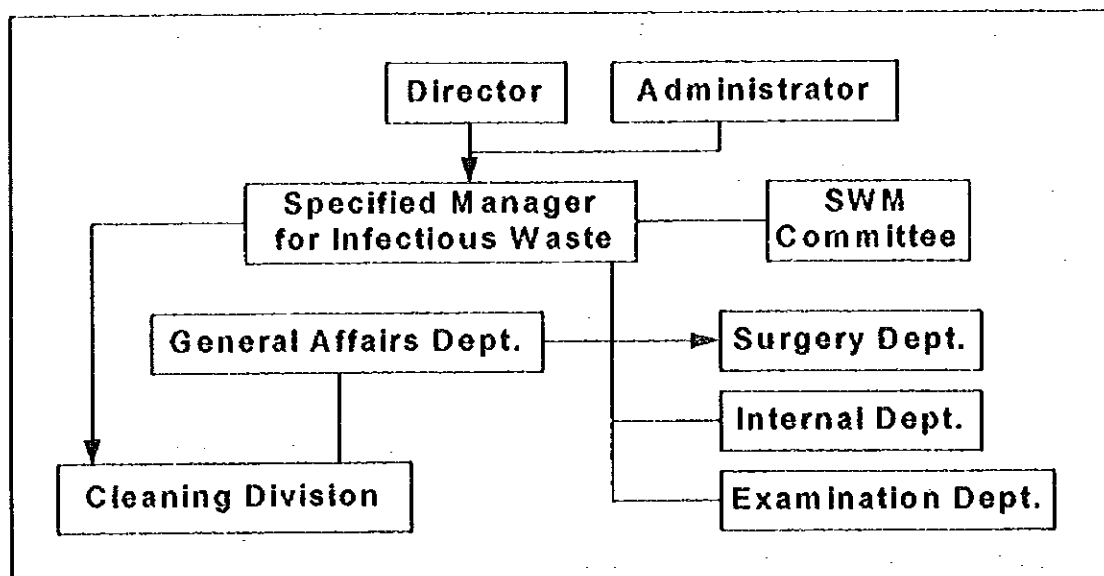 Director
Administrator
Specified Manager
for Infectious Waste
SWM
Committee
General Affairs Dept.
Surgery Dept.
Internal Dept.
Cleaning Division
Examination Dept.